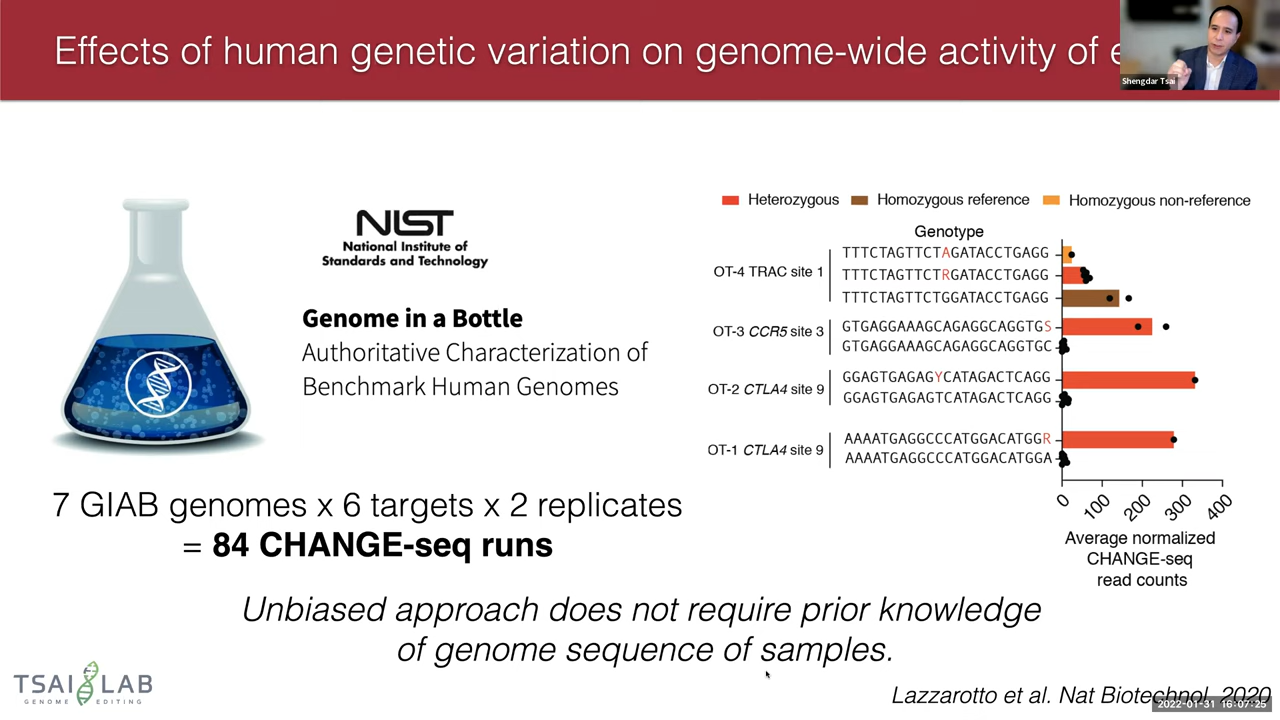 Effects of human genetic variation on genome-wide activity of
Shengdar Tsai
NIST
National Institute of
Standards and Technology
Genome in a Bottle
Authoritative Characterization of
Benchmark Human Genomes
7 GIAB genomes x 6 targets x 2 replicates
= 84 CHANGE-seq runs
Heterozygous Homozygous reference Homozygous non-reference
Genotype
OT-4 TRAC site 1
TTTCTAGTTCTAGATACCTGAGG
TTTCTAGTTCTRGATACCTGAGG
TTTCTAGTTCTGGATACCTGAGG
OT-3 CCR5 site 3
GTGAGGAAAGCAGAGGCAGGTGS
GTGAGGAAAGCAGAGGCAGGTGC
OT-2 CTLA4 site 9
GGAGTGAGAGYCATAGACTCAGG
GGAGTGAGAGTCATAGACTCAGG
OT-1 CTLA4 site 9
AAAATGAGGCCCATGGACATGGR
AAAATGAGGCCCATGGACATGGA
0 100 200 300 400
Average normalized
CHANGE-seq
read counts
Unbiased approach does not require prior knowledge
of genome sequence of samples.
TSAI LAB
GENOME EDITING
Lazzarotto et al. Nat Biotechnol. 2020
2022-01-31 16:07:25